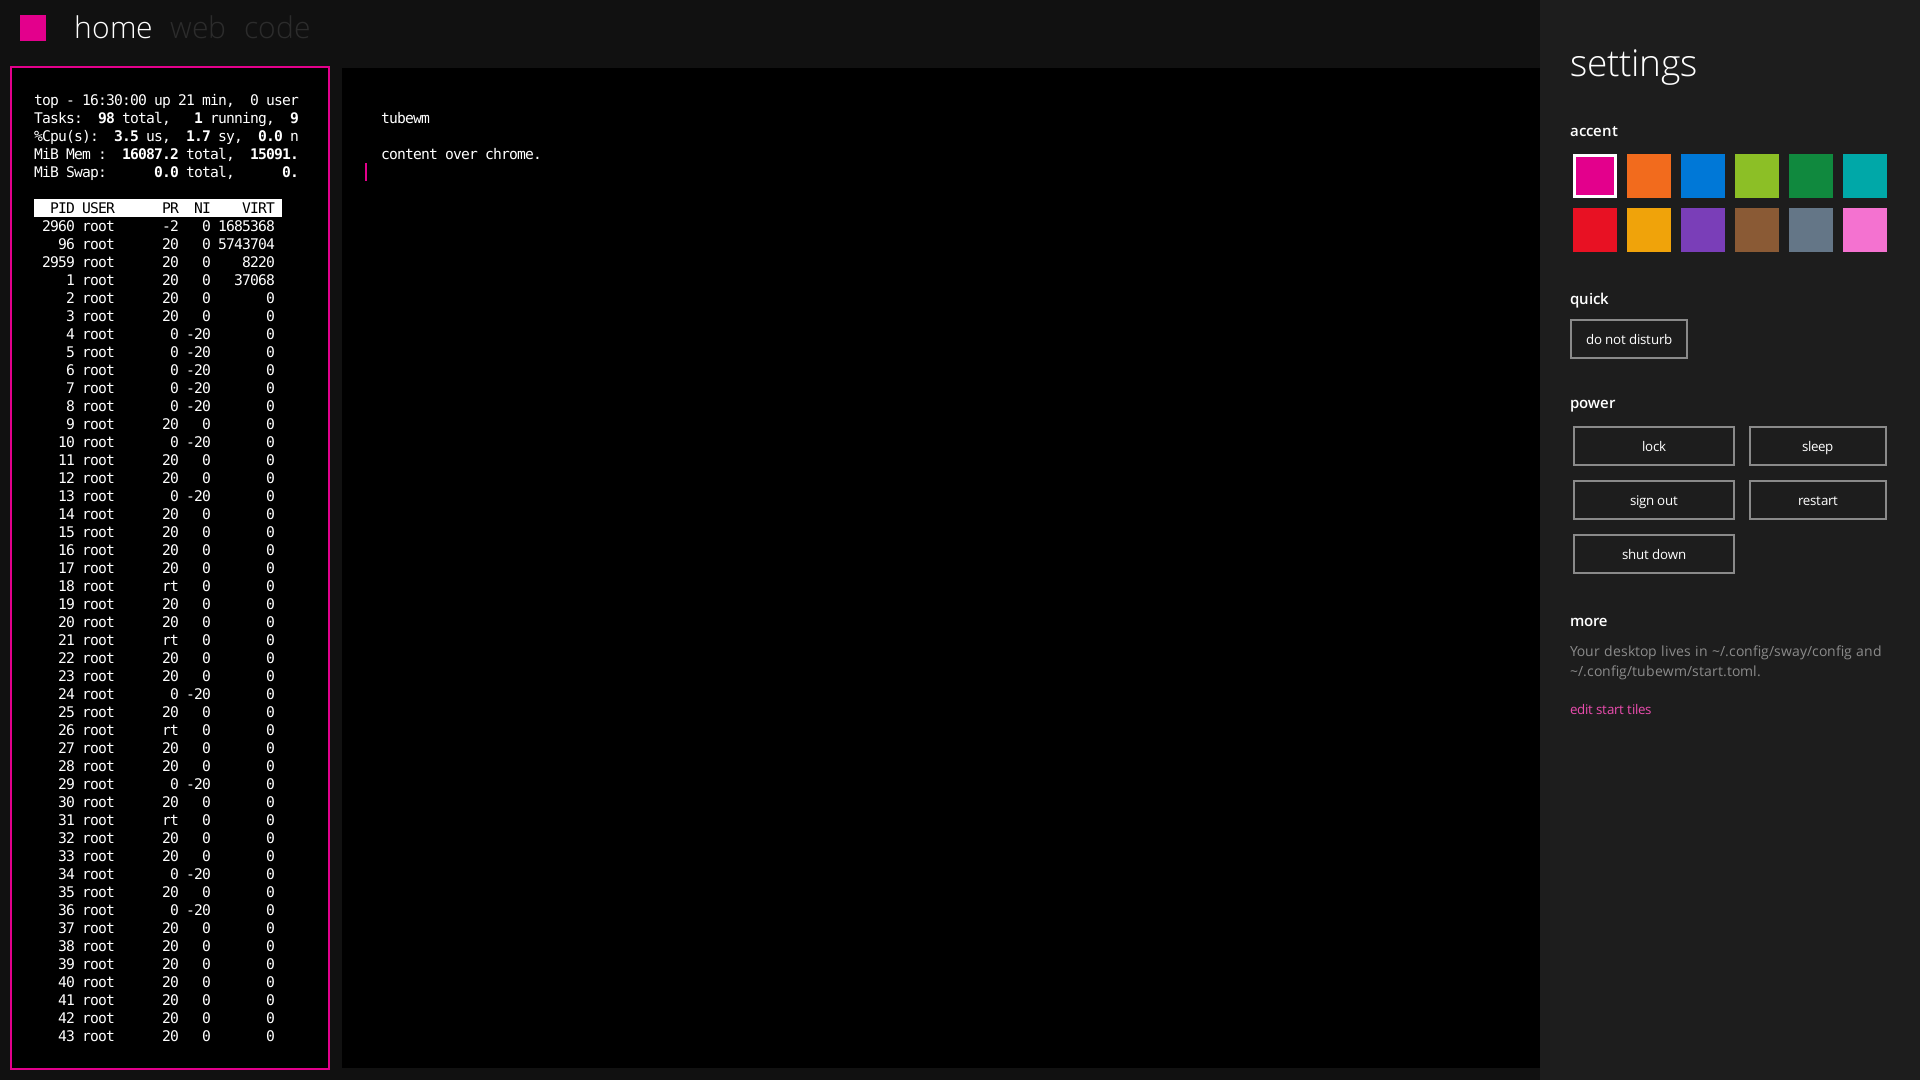 home web code
top - 16:30:00 up 21 min,  0 user
Tasks:  98 total,   1 running,  9
%Cpu(s):  3.5 us,  1.7 sy,  0.0 n
MiB Mem :  16087.2 total,  15091.
MiB Swap:      0.0 total,      0.
PID USER      PR  NI    VIRT
2960 root      -2   0 1685368
96 root      20   0 5743704
2959 root      20   0    8220
1 root      20   0   37068
2 root      20   0       0
3 root      20   0       0
4 root       0 -20       0
5 root       0 -20       0
6 root       0 -20       0
7 root       0 -20       0
8 root       0 -20       0
9 root      20   0       0
10 root       0 -20       0
11 root      20   0       0
12 root      20   0       0
13 root       0 -20       0
14 root      20   0       0
15 root      20   0       0
16 root      20   0       0
17 root      20   0       0
18 root      rt   0       0
19 root      20   0       0
20 root      20   0       0
21 root      rt   0       0
22 root      20   0       0
23 root      20   0       0
24 root       0 -20       0
25 root      20   0       0
26 root      rt   0       0
27 root      20   0       0
28 root      20   0       0
29 root       0 -20       0
30 root      20   0       0
31 root      rt   0       0
32 root      20   0       0
33 root      20   0       0
34 root       0 -20       0
35 root      20   0       0
36 root       0 -20       0
37 root      20   0       0
38 root      20   0       0
39 root      20   0       0
40 root      20   0       0
41 root      20   0       0
42 root      20   0       0
43 root      20   0       0
tubewm
content over chrome.
settings
accent
quick
do not disturb
power
lock sleep
sign out restart
shut down
more
Your desktop lives in ~/.config/sway/config and
~/.config/tubewm/start.toml.
edit start tiles